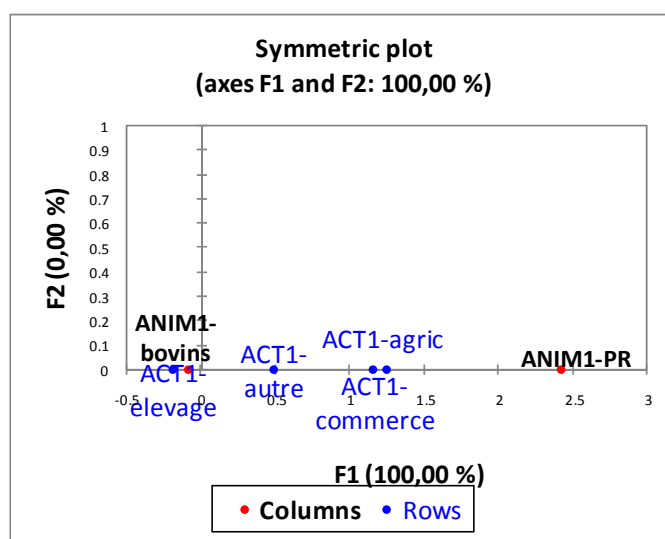 Symmetric plot
(axes F1 and F2: 100,00 %)
1
0.9
0.8
0.7
0.6
0.5
0.4
0.3
0.2
0.1
0
F2 (0,00 %)
ANIM1-
bovins
ACT1-
elevage
ACT1-
autre
ACT1-agric
ACT1-
commerce
ANIM1-PR
-0.5 0 0.5 1 1.5 2 2.5 3
F1 (100,00 %)
Columns Rows